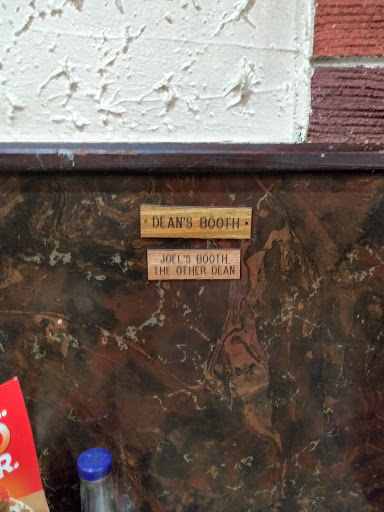 DEAN'S BOOTH
JOEL'S BOOTH
THE OTHER DEAN
R.